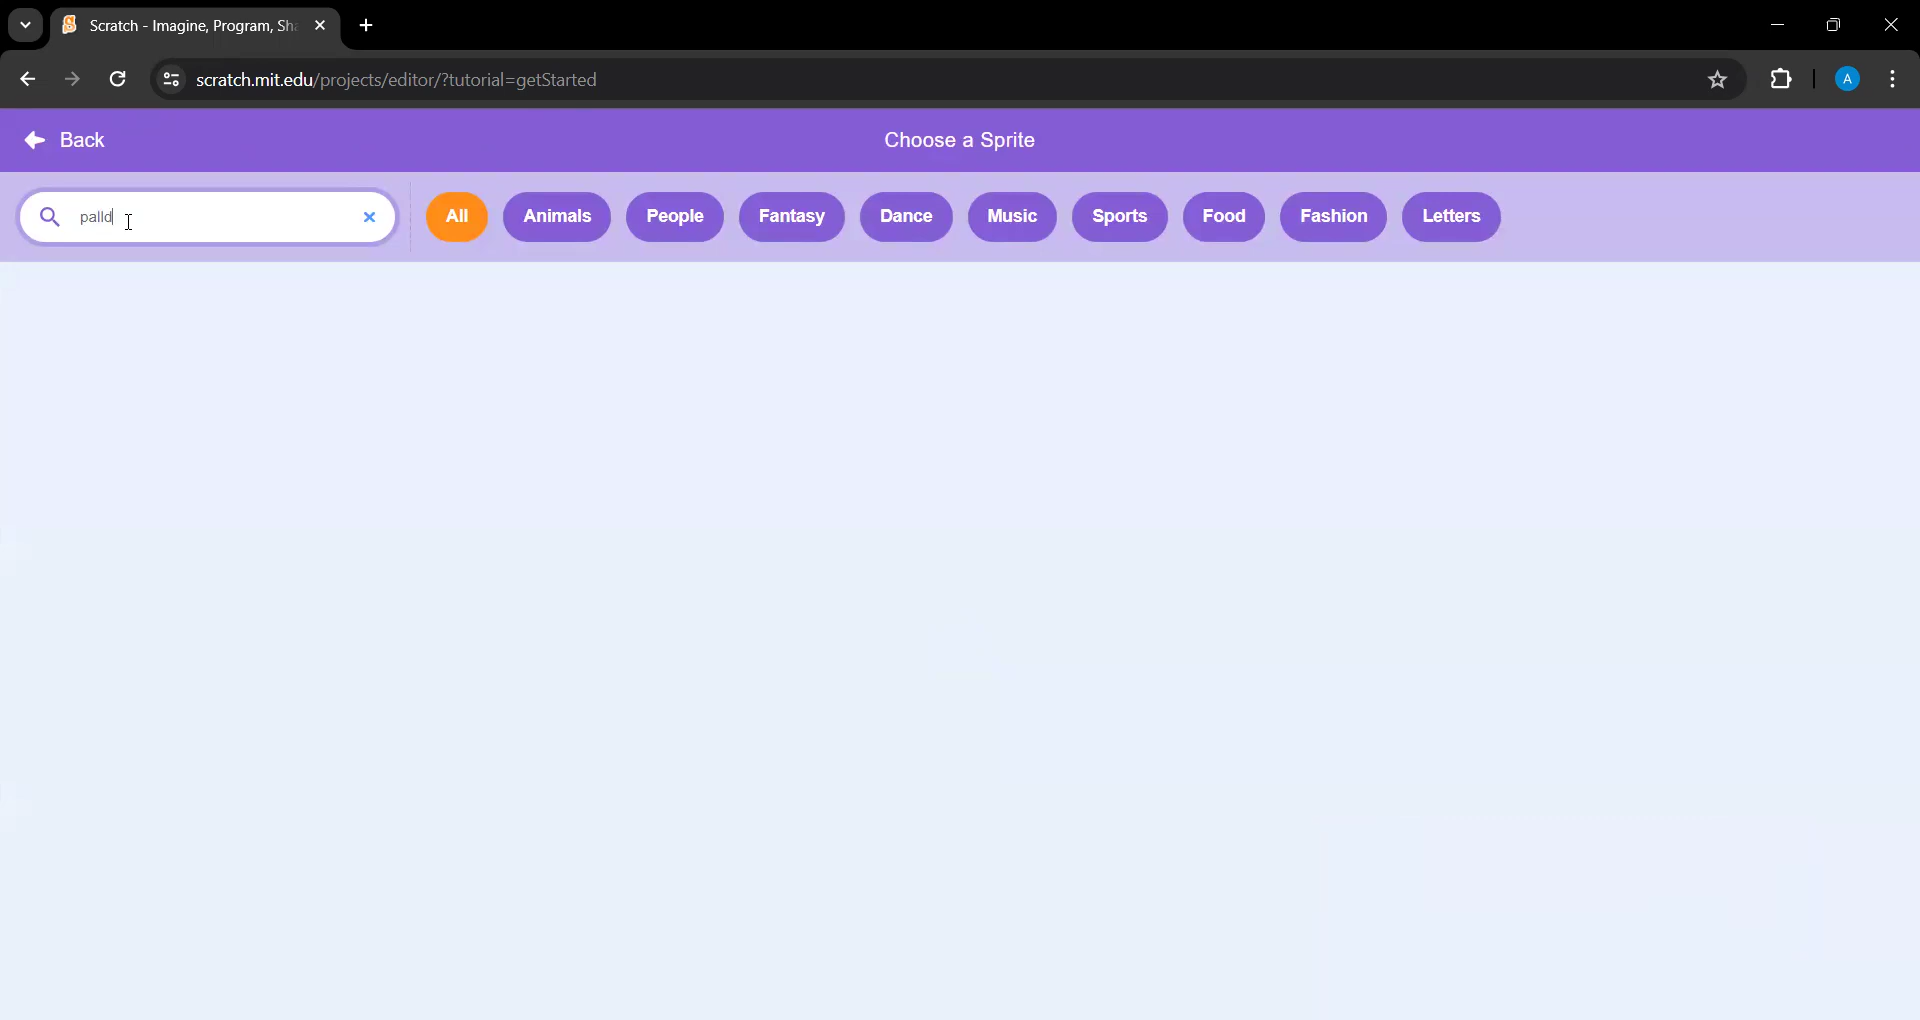 Scratch - Imagine, Program, Sha
scratch.mit.edu/projects/editor/?tutorial=getStarted
A
Back
Choose a Sprite
palld
All
Animals
People
Fantasy
Dance
Music
Sports
Food
Fashion
Letters